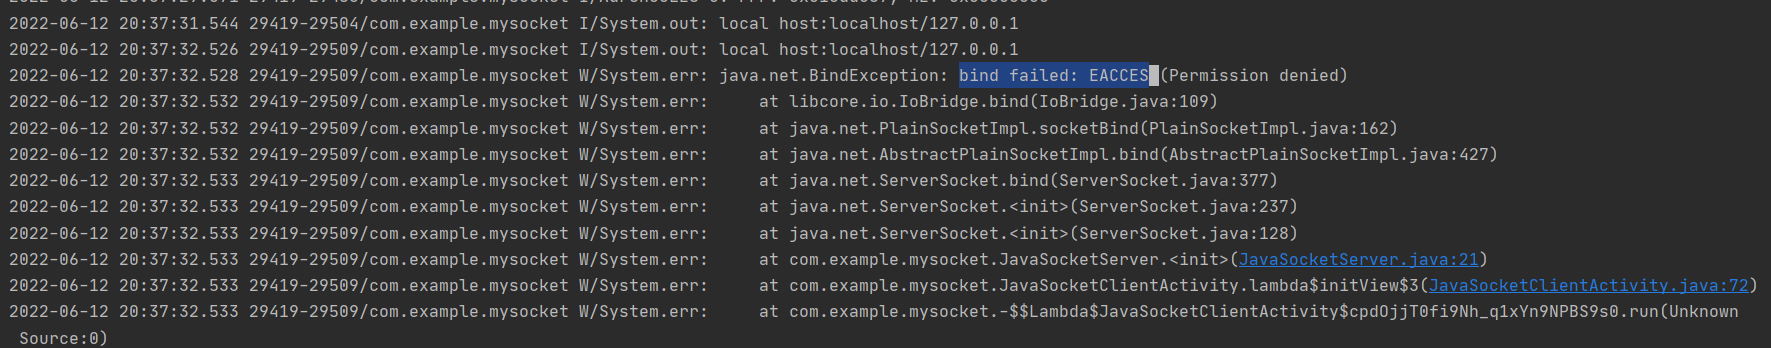 2022-06-12 20:37:31.544 29419-29504/com.example.mysocket I/System.out: local host:localhost/127.0.0.1
2022-06-12 20:37:32.526 29419-29509/com.example.mysocket I/System.out: local host:localhost/127.0.0.1
2022-06-12 20:37:32.528 29419-29509/com.example.mysocket W/System.err: java.net.BindException: bind failed: EACCES (Permission denied)
2022-06-12 20:37:32.532 29419-29509/com.example.mysocket W/System.err:     at libcore.io.IoBridge.bind(IoBridge.java:109)
2022-06-12 20:37:32.532 29419-29509/com.example.mysocket W/System.err:     at java.net.PlainSocketImpl.socketBind(PlainSocketImpl.java:162)
2022-06-12 20:37:32.532 29419-29509/com.example.mysocket W/System.err:     at java.net.AbstractPlainSocketImpl.bind(AbstractPlainSocketImpl.java:427)
2022-06-12 20:37:32.533 29419-29509/com.example.mysocket W/System.err:     at java.net.ServerSocket.bind(ServerSocket.java:377)
2022-06-12 20:37:32.533 29419-29509/com.example.mysocket W/System.err:     at java.net.ServerSocket.<init>(ServerSocket.java:237)
2022-06-12 20:37:32.533 29419-29509/com.example.mysocket W/System.err:     at java.net.ServerSocket.<init>(ServerSocket.java:128)
2022-06-12 20:37:32.533 29419-29509/com.example.mysocket W/System.err:     at com.example.mysocket.JavaSocketServer.<init>(JavaSocketServer.java:21)
2022-06-12 20:37:32.533 29419-29509/com.example.mysocket W/System.err:     at com.example.mysocket.JavaSocketClientActivity.lambda$initView$3(JavaSocketClientActivity.java:72)
2022-06-12 20:37:32.533 29419-29509/com.example.mysocket W/System.err:     at com.example.mysocket.-$$Lambda$JavaSocketClientActivity$cpdOjjT0fi9Nh_q1xYn9NPBS9s0.run(Unknown
Source:0)